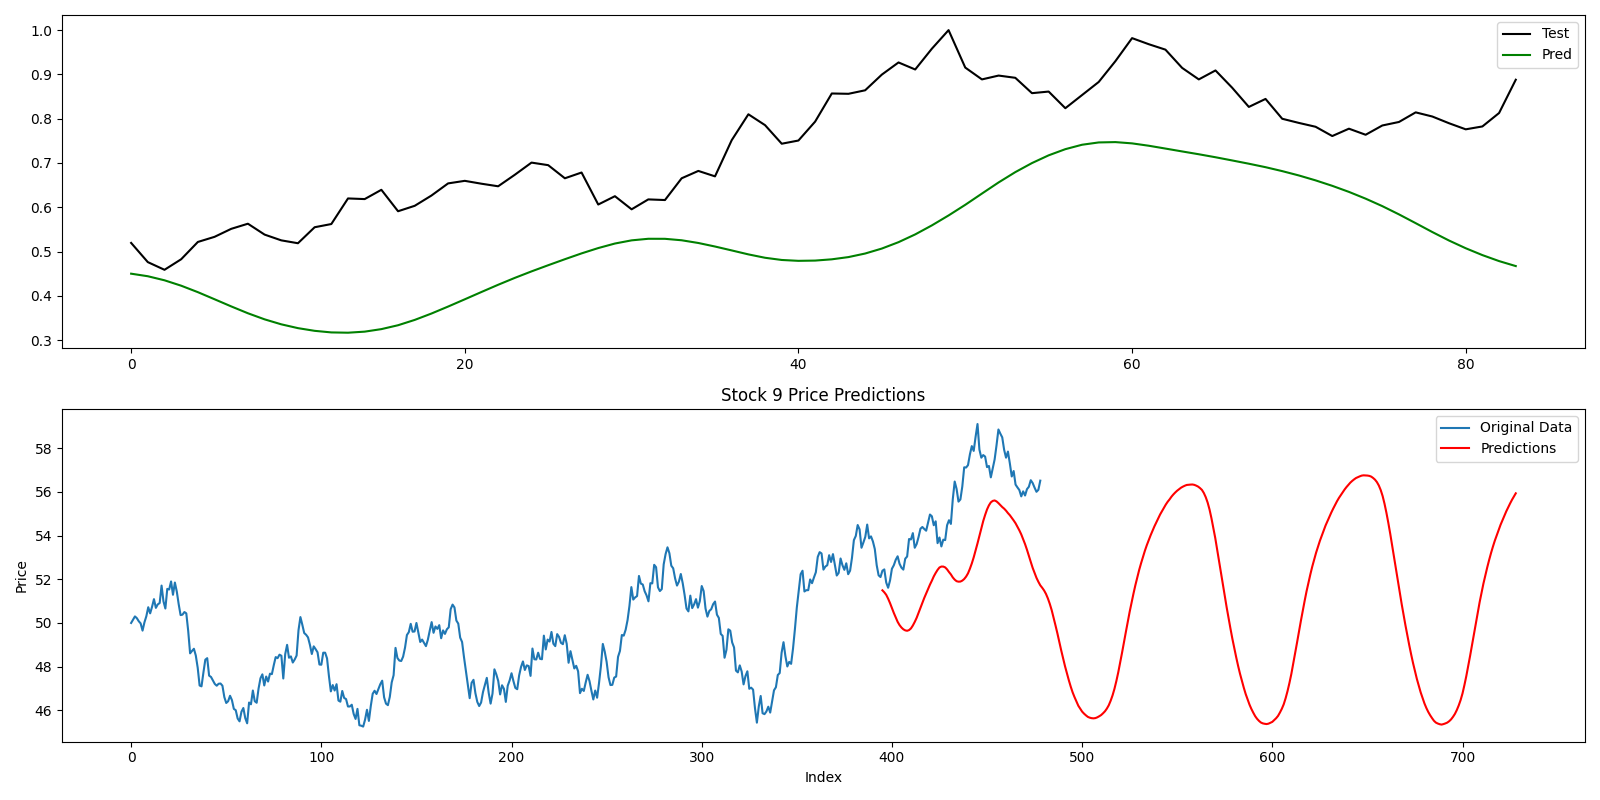 1.0
0.9
0.8
0.7
0.6
0.5
0.4
0.3
Test
Pred
0 20 40 60 80
Stock 9 Price Predictions
58
56
54
52
50
48
46
Price
Original Data
Predictions
0 100 200 300 400 500 600 700
Index